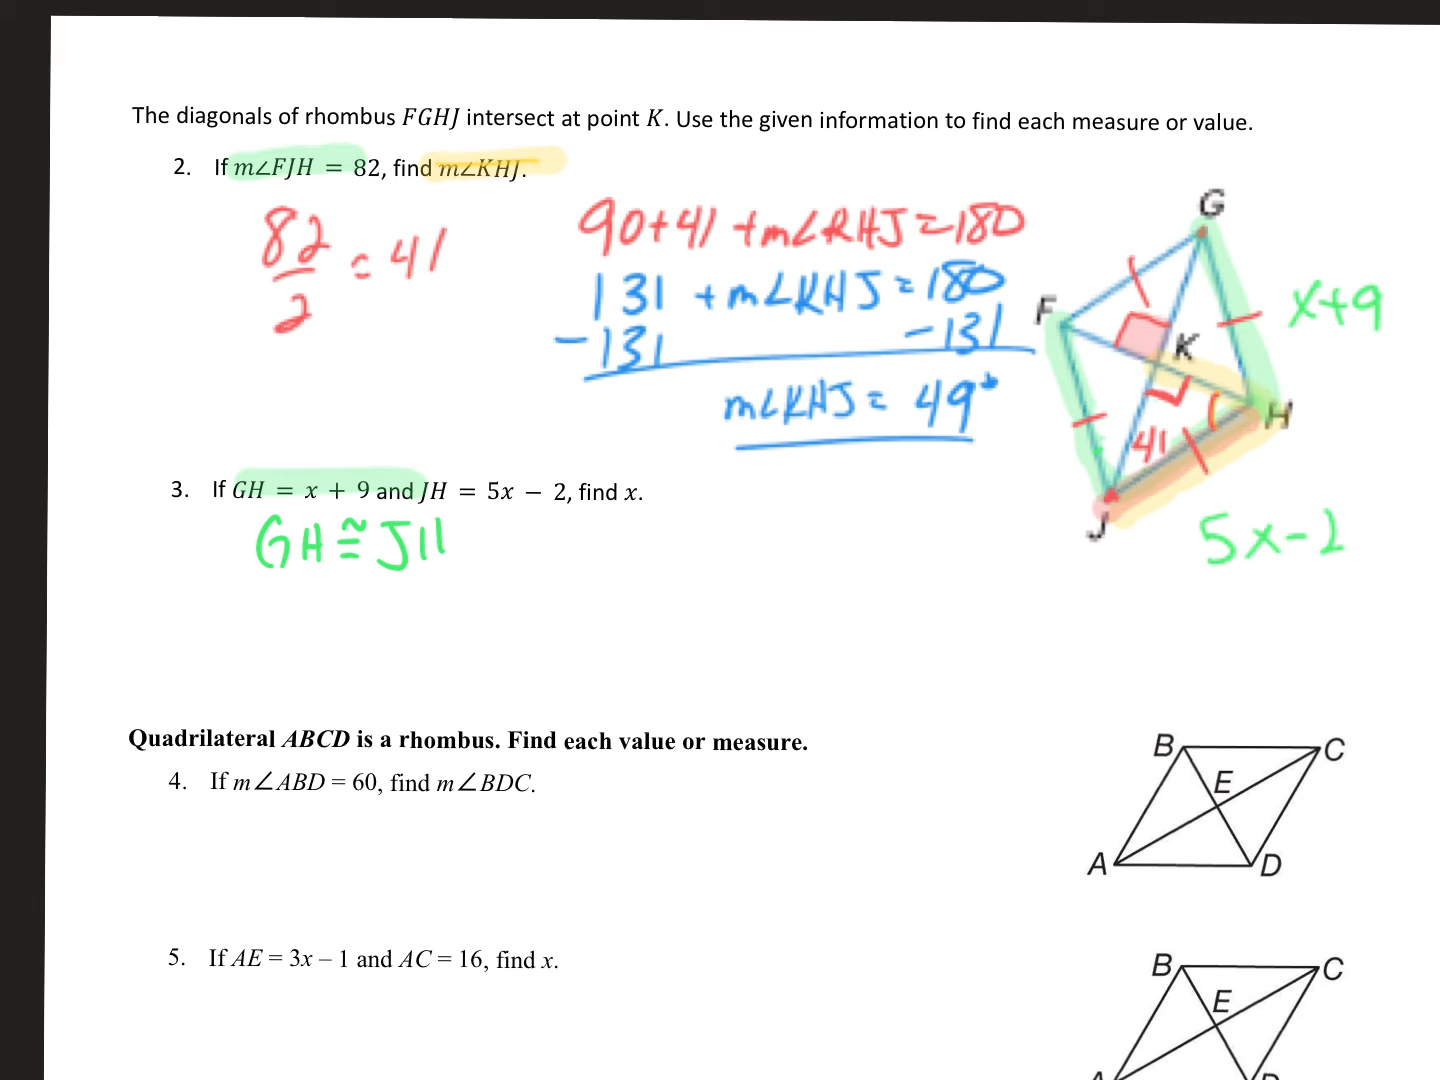 The diagonals of rhombus FGHJ intersect at point K. Use the given information to find each measure or value.
2. If m∠FJH = 82, find m∠KHJ.
82/2 = 41
90+41 +m∠KHJ=180
131 +m∠KHJ=180
-131 -131
m∠KHJ= 49°
G
F
K
H
J
41
x+9
5x-2
3. If GH = x + 9 and JH = 5x − 2, find x.
GH ≅ JH
Quadrilateral ABCD is a rhombus. Find each value or measure.
4. If m∠ABD = 60, find m∠BDC.
B C
E
A D
5. If AE = 3x – 1 and AC = 16, find x.
B C
E
A D